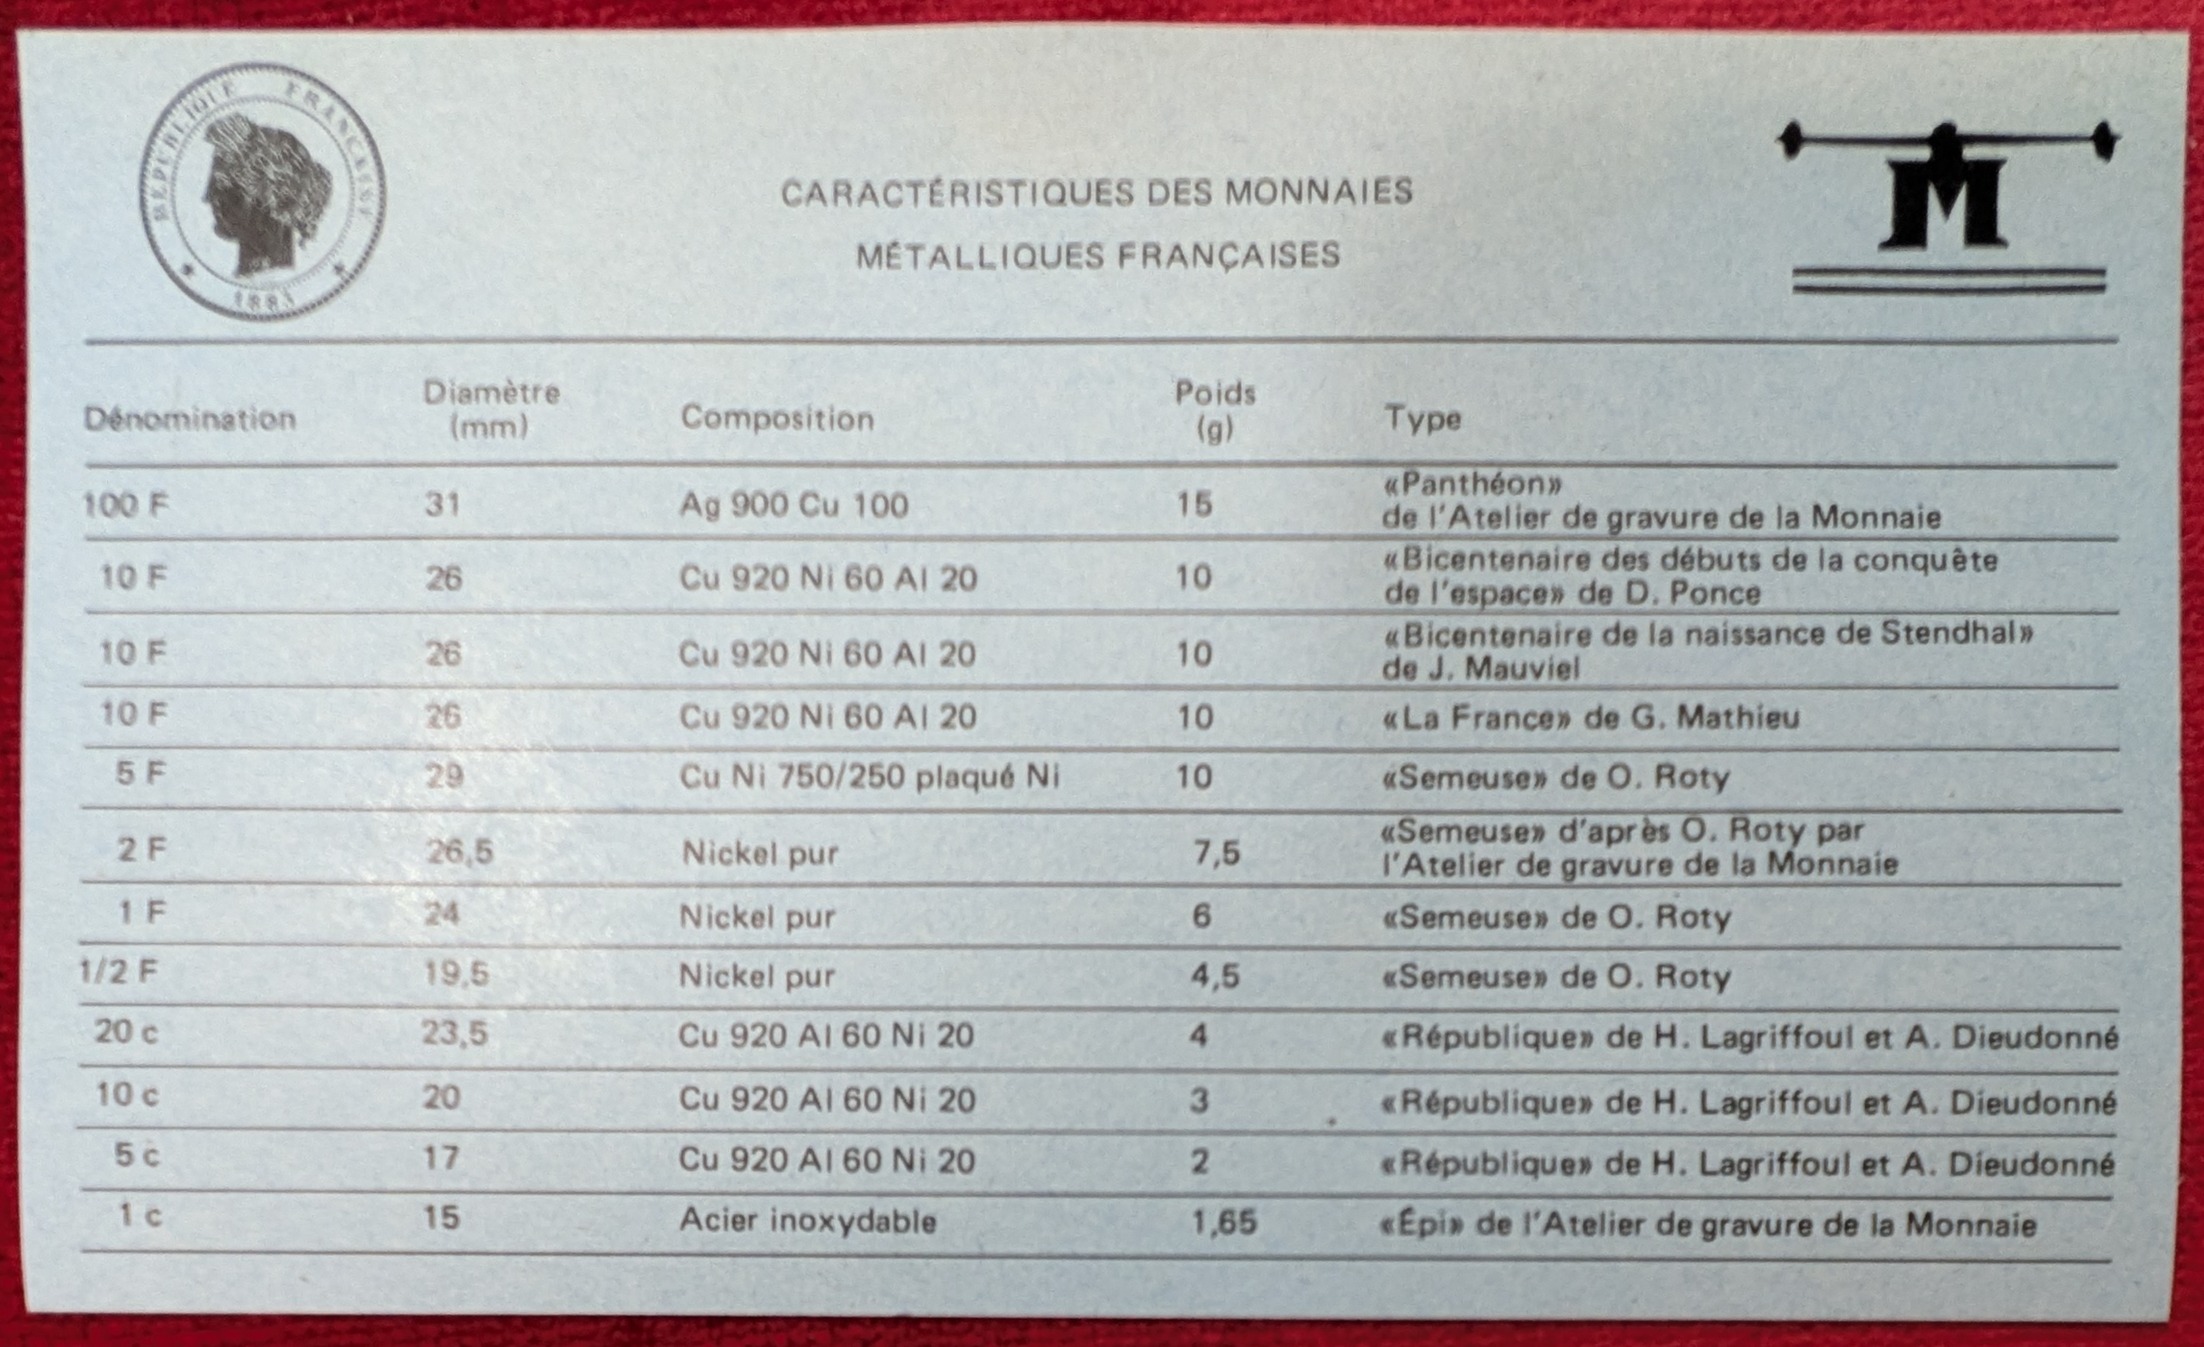 RÉPUBLIQUE FRANÇAISE
1883
CARACTÉRISTIQUES DES MONNAIES
MÉTALLIQUES FRANÇAISES
M
Dénomination Diamètre (mm) Composition Poids (g) Type
100 F 31 Ag 900 Cu 100 15 «Panthéon»
de l'Atelier de gravure de la Monnaie
10 F 26 Cu 920 Ni 60 Al 20 10 «Bicentenaire des débuts de la conquête
de l'espace» de D. Ponce
10 F 26 Cu 920 Ni 60 Al 20 10 «Bicentenaire de la naissance de Stendhal»
de J. Mauviel
10 F 26 Cu 920 Ni 60 Al 20 10 «La France» de G. Mathieu
5 F 29 Cu Ni 750/250 plaqué Ni 10 «Semeuse» de O. Roty
2 F 26,5 Nickel pur 7,5 «Semeuse» d'après O. Roty par
l'Atelier de gravure de la Monnaie
1 F 24 Nickel pur 6 «Semeuse» de O. Roty
1/2 F 19,5 Nickel pur 4,5 «Semeuse» de O. Roty
20 c 23,5 Cu 920 Al 60 Ni 20 4 «République» de H. Lagriffoul et A. Dieudonné
10 c 20 Cu 920 Al 60 Ni 20 3 «République» de H. Lagriffoul et A. Dieudonné
5 c 17 Cu 920 Al 60 Ni 20 2 «République» de H. Lagriffoul et A. Dieudonné
1 c 15 Acier inoxydable 1,65 «Épi» de l'Atelier de gravure de la Monnaie